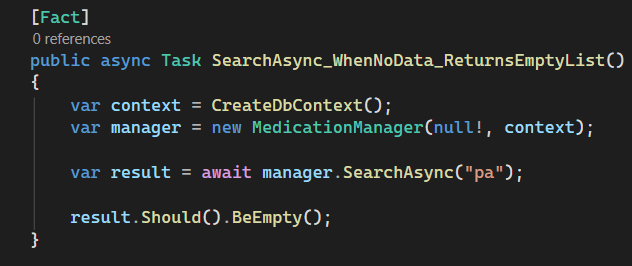 [Fact]
0 references
public async Task SearchAsync_WhenNoData_ReturnsEmptyList()
{
    var context = CreateDbContext();
    var manager = new MedicationManager(null!, context);

    var result = await manager.SearchAsync("pa");

    result.Should().BeEmpty();
}